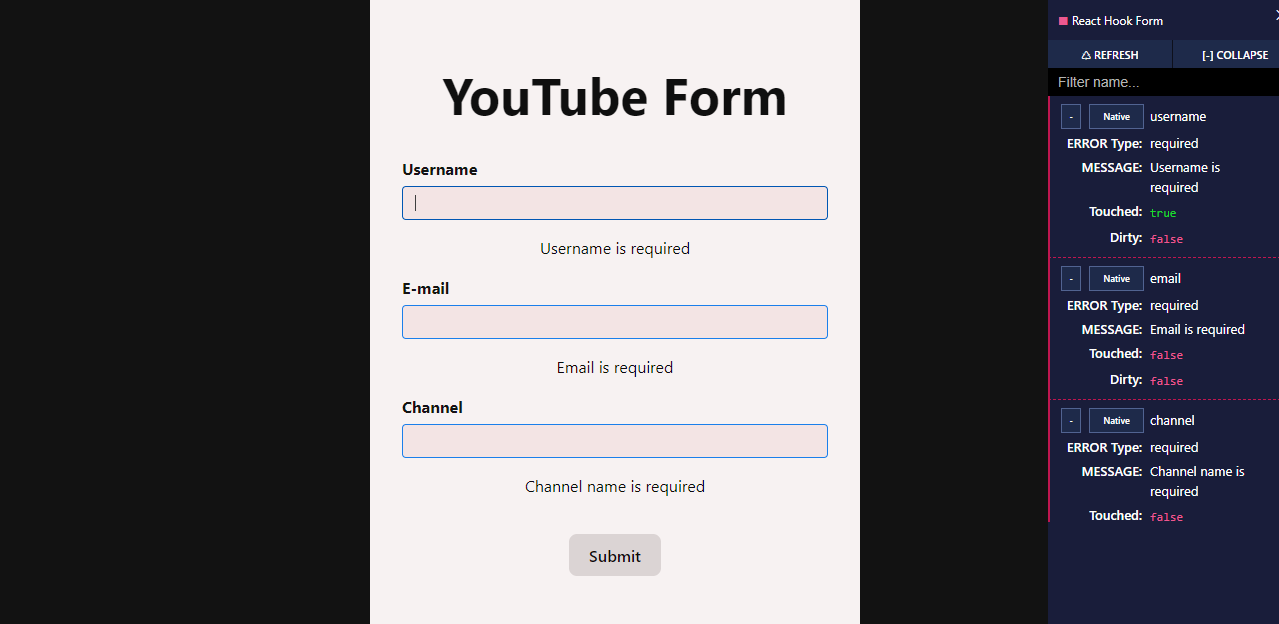 YouTube Form
Username
Username is required
E-mail
Email is required
Channel
Channel name is required
Submit
React Hook Form
♺ REFRESH
[-] COLLAPSE
Filter name...
- Native username
ERROR Type: required
MESSAGE: Username is
required
Touched: true
Dirty: false
- Native email
ERROR Type: required
MESSAGE: Email is required
Touched: false
Dirty: false
- Native channel
ERROR Type: required
MESSAGE: Channel name is
required
Touched: false